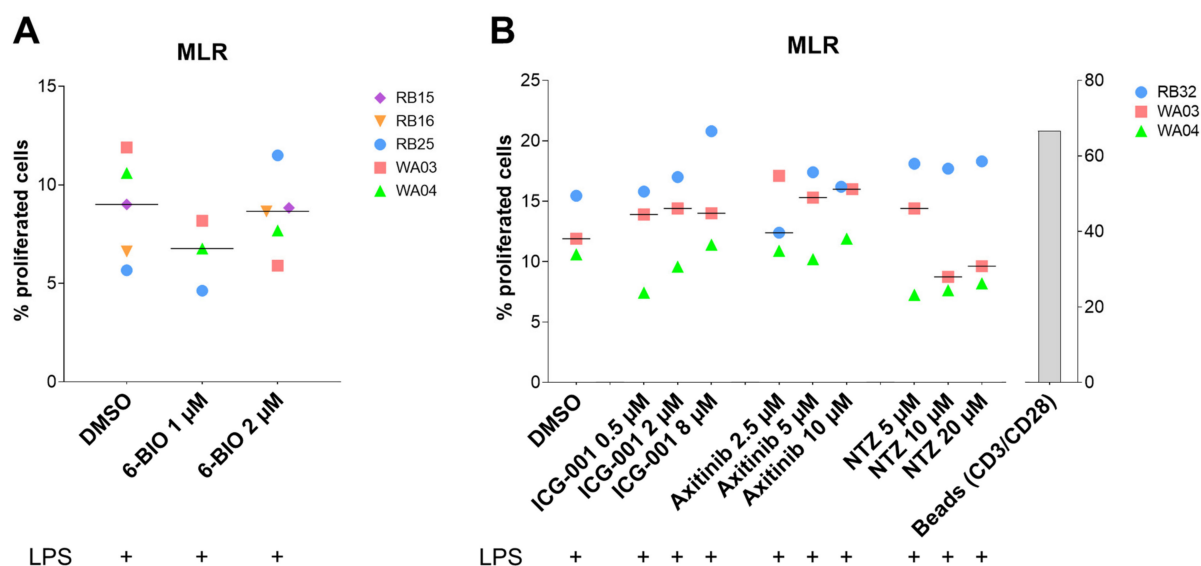 A
MLR
% proliferated cells
15
10
5
0
DMSO
6-BIO 1 µM
6-BIO 2 µM
LPS
+
+
+
RB15
RB16
RB25
WA03
WA04
B
MLR
% proliferated cells
25
20
15
10
5
0
DMSO
ICG-001 0.5 µM
ICG-001 2 µM
ICG-001 8 µM
Axitinib 2.5 µM
Axitinib 5 µM
Axitinib 10 µM
NTZ 5 µM
NTZ 10 µM
NTZ 20 µM
Beads (CD3/CD28)
80
60
40
20
0
LPS
+
+
+
+
+
+
+
+
+
+
RB32
WA03
WA04